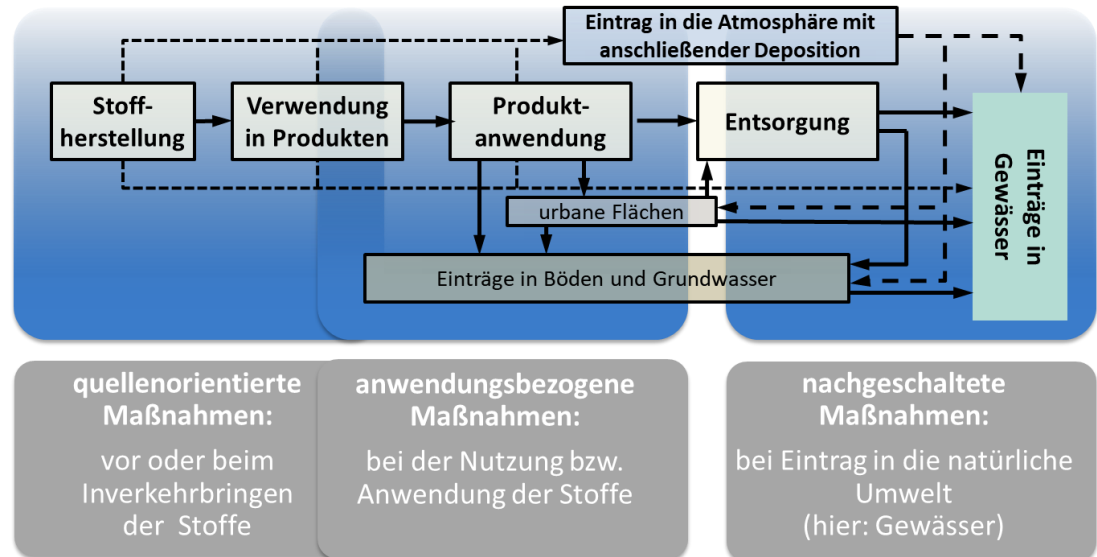 Eintrag in die Atmosphäre mit
anschließender Deposition
Stoff-
herstellung
Verwendung
in Produkten
Produkt-
anwendung
Entsorgung
Einträge in
Gewässer
urbane Flächen
Einträge in Böden und Grundwasser
quellenorientierte
Maßnahmen:
vor oder beim
Inverkehrbringen
der Stoffe
anwendungsbezogene
Maßnahmen:
bei der Nutzung bzw.
Anwendung der Stoffe
nachgeschaltete
Maßnahmen:
bei Eintrag in die natürliche
Umwelt
(hier: Gewässer)